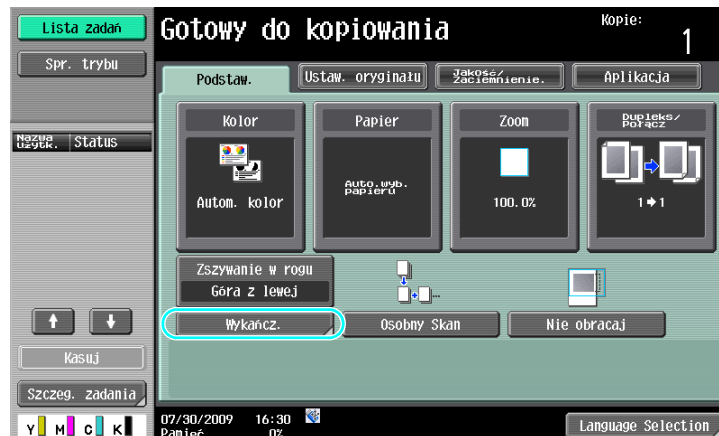 Lista zadań
Gotowy do kopiowania
Kopie:
1
Spr. trybu
Podstaw.
Ustaw. oryginału
Jakość/
zaciemnienie.
Aplikacja
Nazwa
użytk.
Status
Kolor
Papier
Zoom
Dupleks/
Połącz
Autom. kolor
Auto.wyb.
papieru
100.0%
1→1
Zszywanie w rogu
Góra z lewej
Wykańcz.
Osobny Skan
Nie obracaj
Kasuj
Szczeg. zadania
Y M C K
07/30/2009 16:30
Pamięć 0%
Language Selection